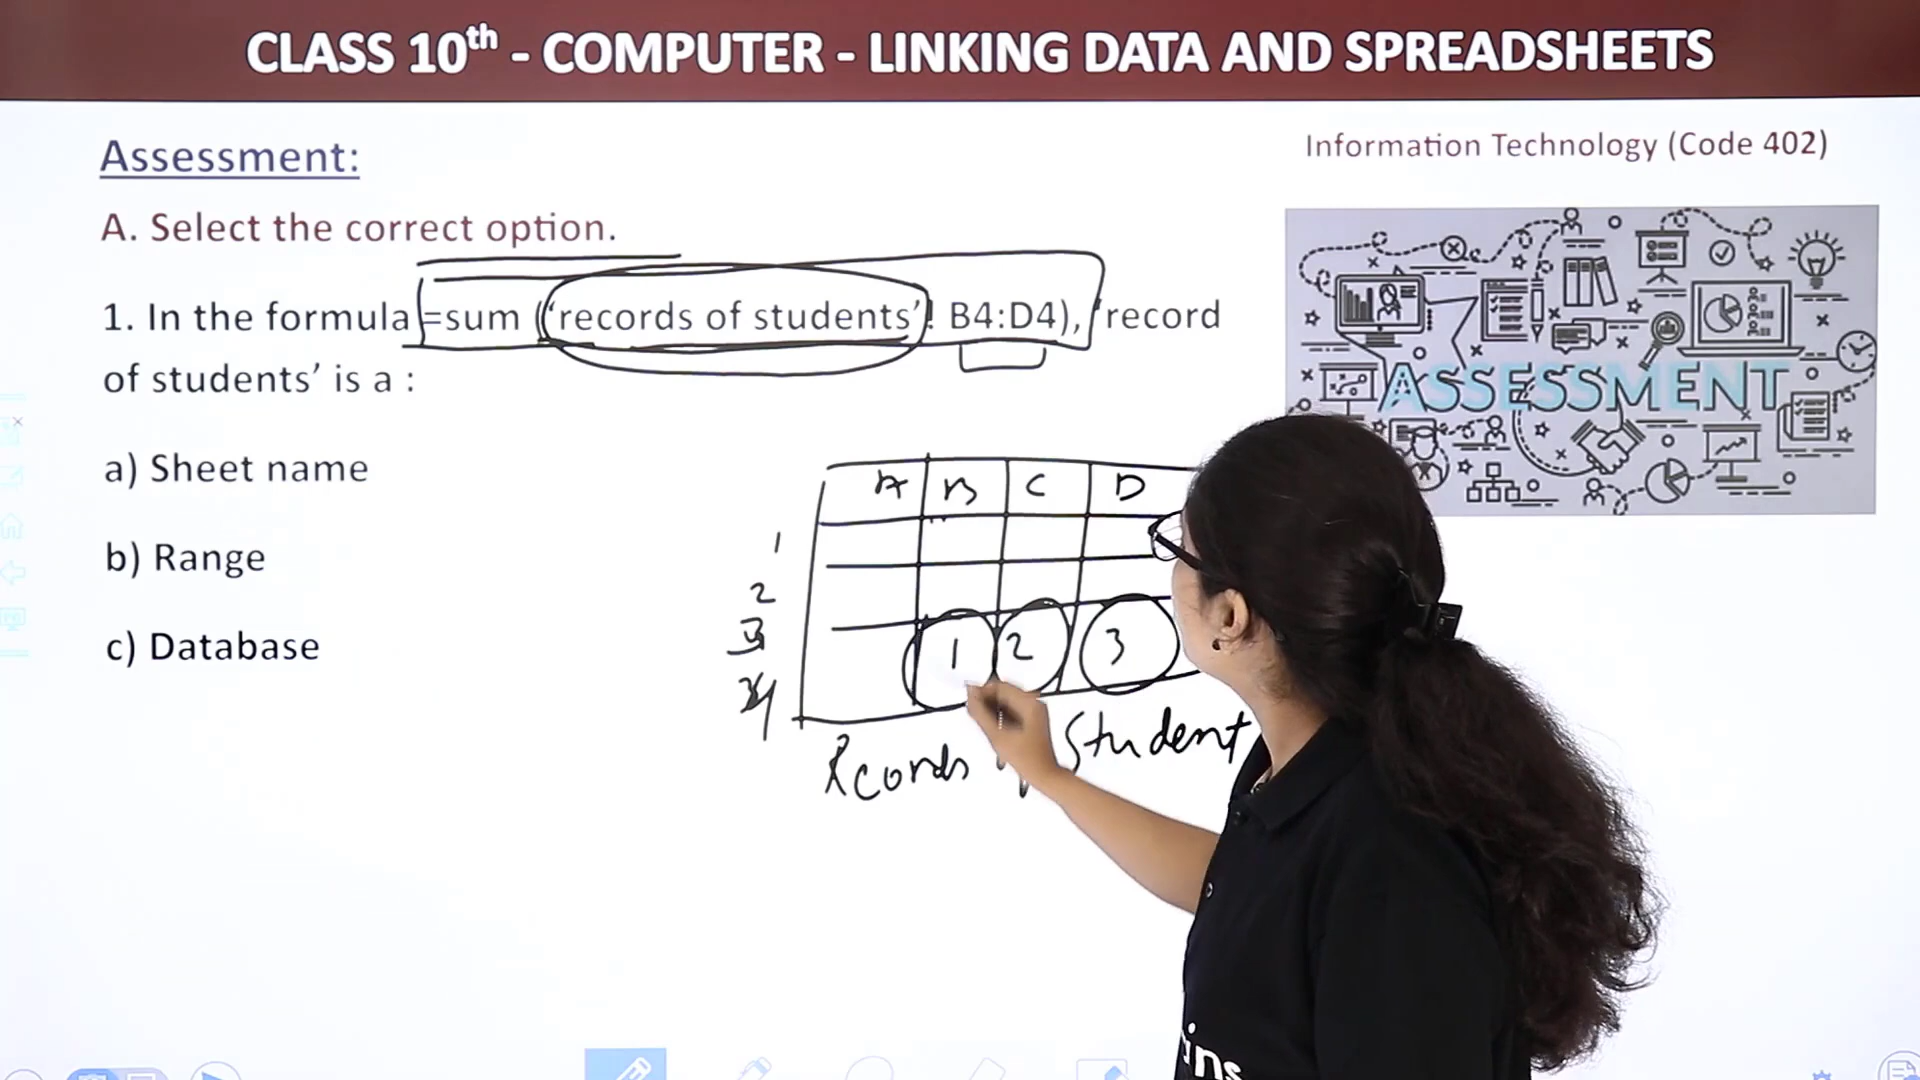 CLASS 10th - COMPUTER - LINKING DATA AND SPREADSHEETS
Assessment:
Information Technology (Code 402)
A. Select the correct option.
1. In the formula =sum ('records of students'! B4:D4), 'record
of students' is a :
ASSESSMENT
a) Sheet name
b) Range
c) Database
A B C D
1
2
3
4
1 2 3
Rcords Student
ins